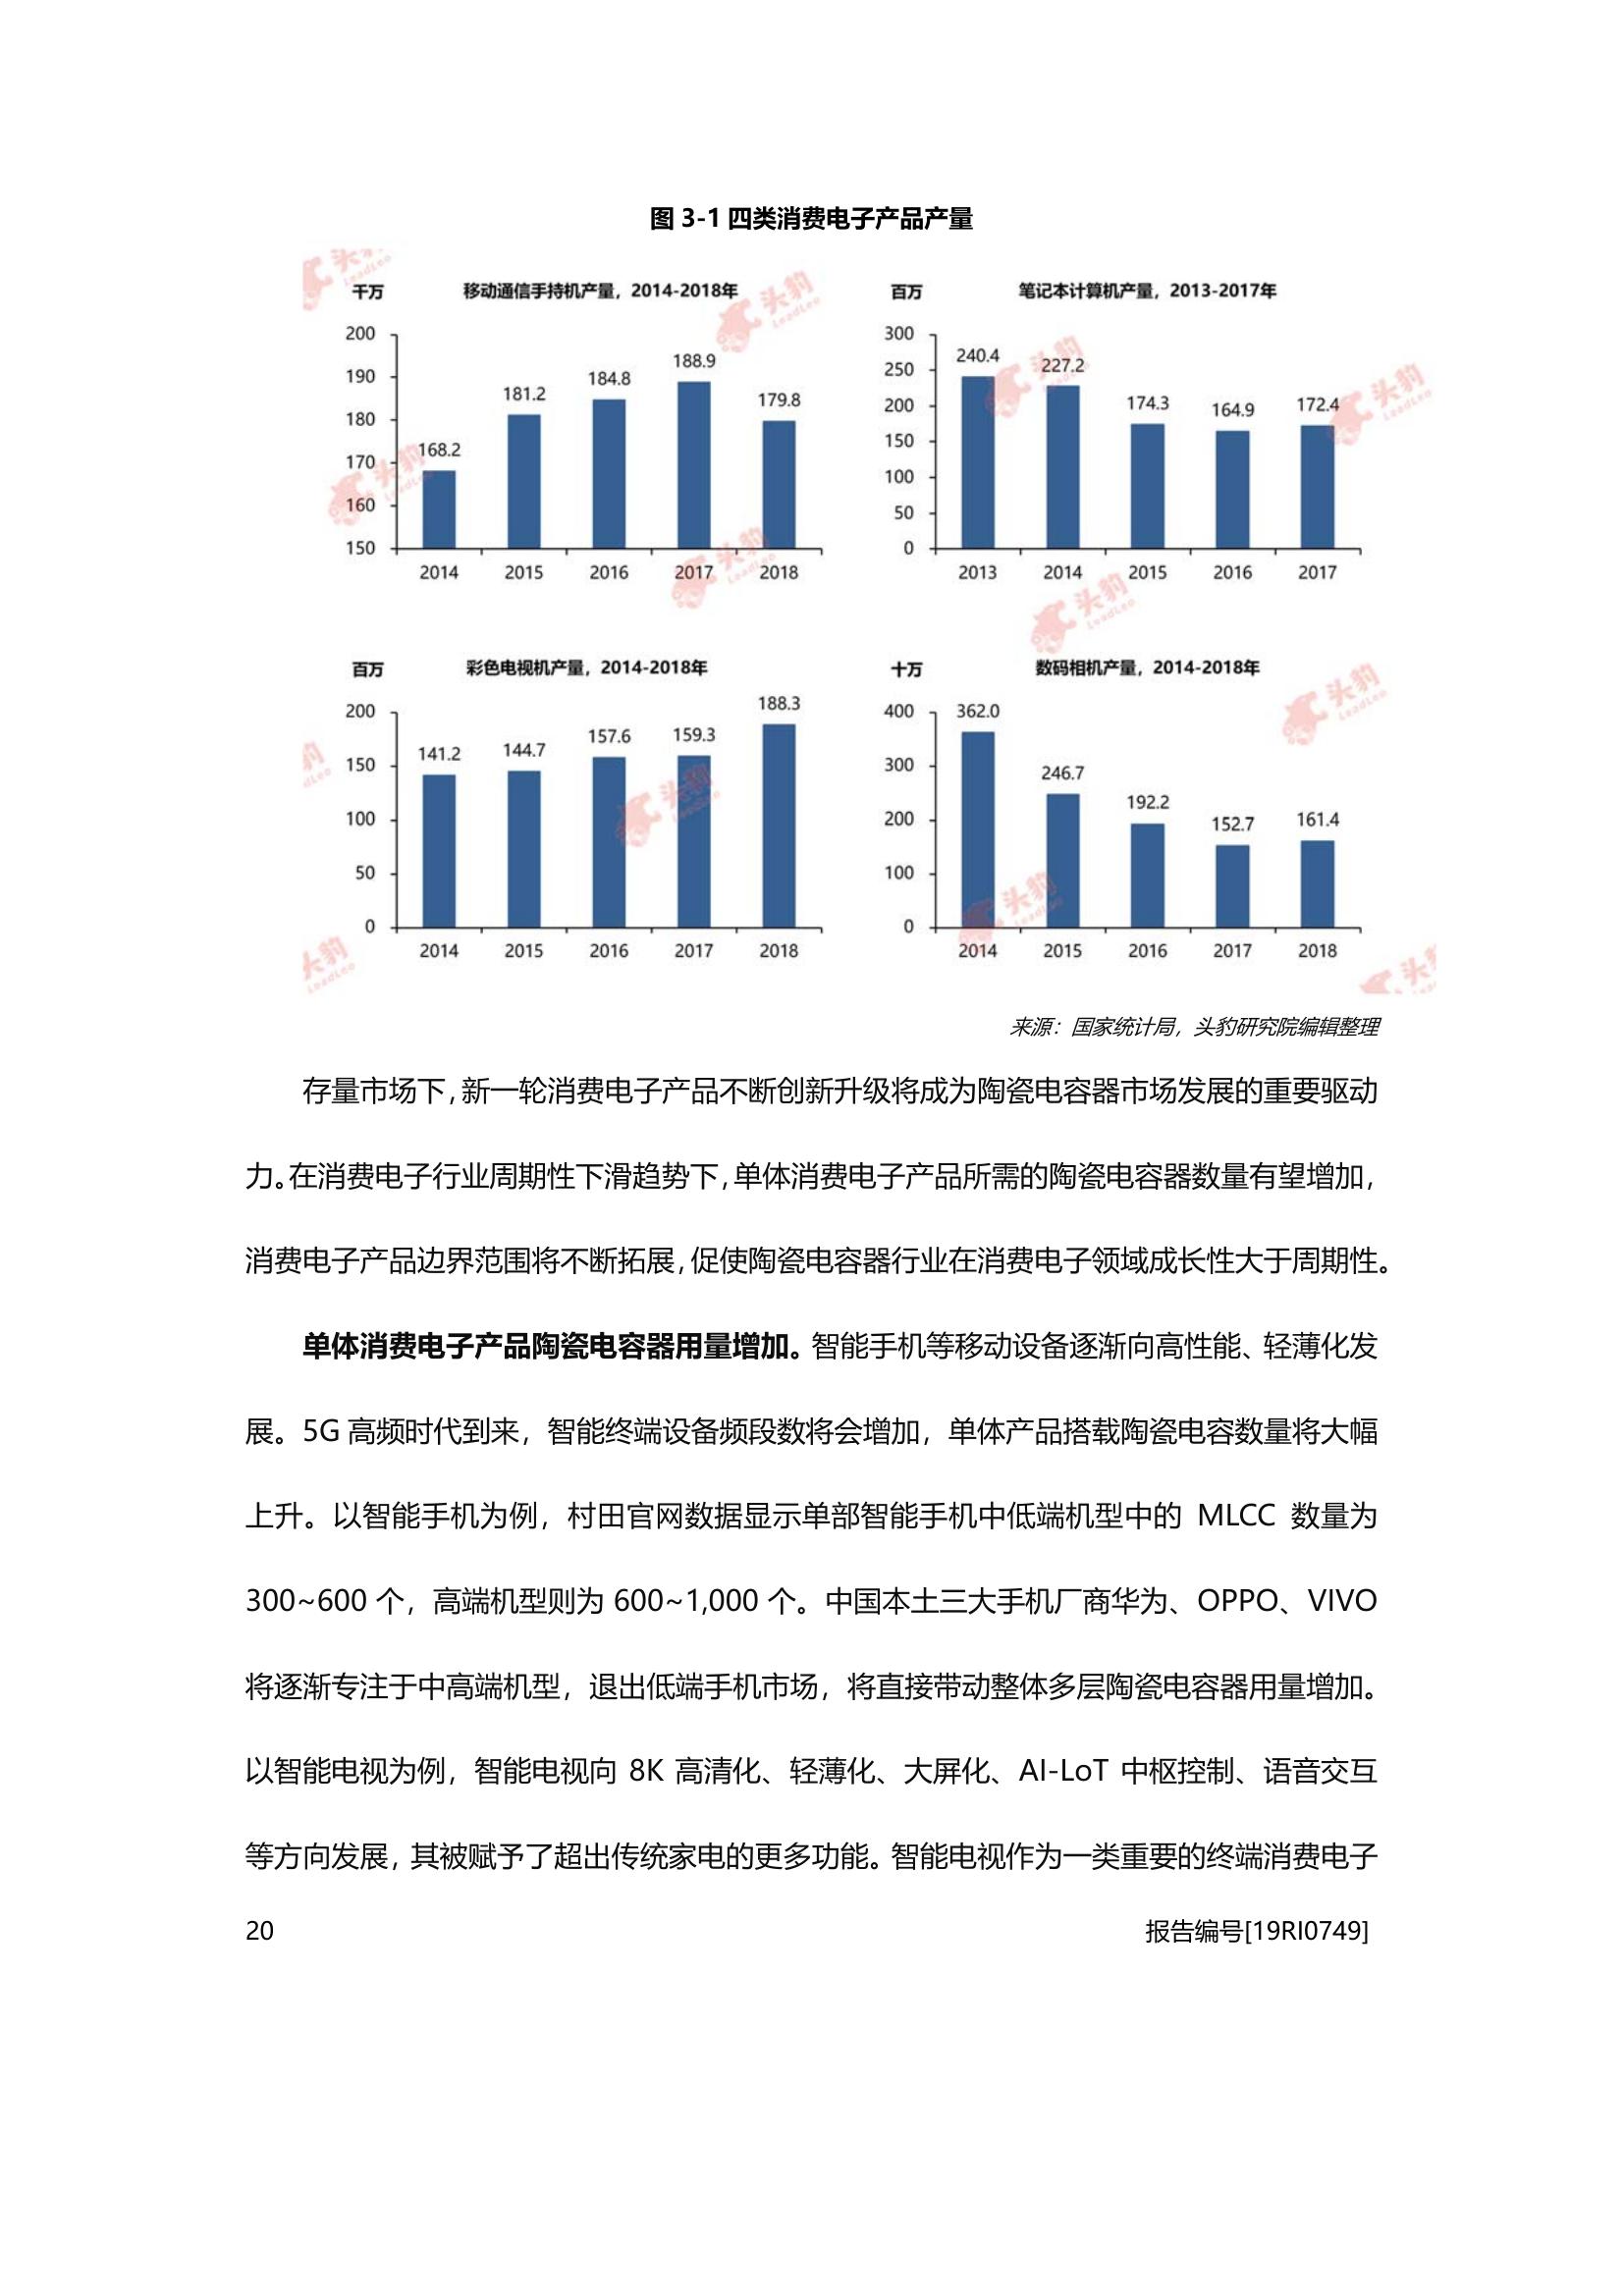 图 3-1 四类消费电子产品产量
千万
移动通信手持机产量，2014-2018年
200
190
180
170
160
150
168.2
181.2
184.8
188.9
179.8
2014
2015
2016
2017
2018
百万
笔记本计算机产量，2013-2017年
300
250
200
150
100
50
0
240.4
227.2
174.3
164.9
172.4
2013
2014
2015
2016
2017
百万
彩色电视机产量，2014-2018年
200
150
100
50
0
141.2
144.7
157.6
159.3
188.3
2014
2015
2016
2017
2018
十万
数码相机产量，2014-2018年
400
300
200
100
0
362.0
246.7
192.2
152.7
161.4
2014
2015
2016
2017
2018
头豹
LeadLeo
来源：国家统计局，头豹研究院编辑整理
存量市场下，新一轮消费电子产品不断创新升级将成为陶瓷电容器市场发展的重要驱动
力。在消费电子行业周期性下滑趋势下，单体消费电子产品所需的陶瓷电容器数量有望增加，
消费电子产品边界范围将不断拓展，促使陶瓷电容器行业在消费电子领域成长性大于周期性。
单体消费电子产品陶瓷电容器用量增加。智能手机等移动设备逐渐向高性能、轻薄化发
展。5G 高频时代到来，智能终端设备频段数将会增加，单体产品搭载陶瓷电容数量将大幅
上升。以智能手机为例，村田官网数据显示单部智能手机中低端机型中的 MLCC 数量为
300~600 个，高端机型则为 600~1,000 个。中国本土三大手机厂商华为、OPPO、VIVO
将逐渐专注于中高端机型，退出低端手机市场，将直接带动整体多层陶瓷电容器用量增加。
以智能电视为例，智能电视向 8K 高清化、轻薄化、大屏化、AI-LoT 中枢控制、语音交互
等方向发展，其被赋予了超出传统家电的更多功能。智能电视作为一类重要的终端消费电子
20
报告编号[19RI0749]